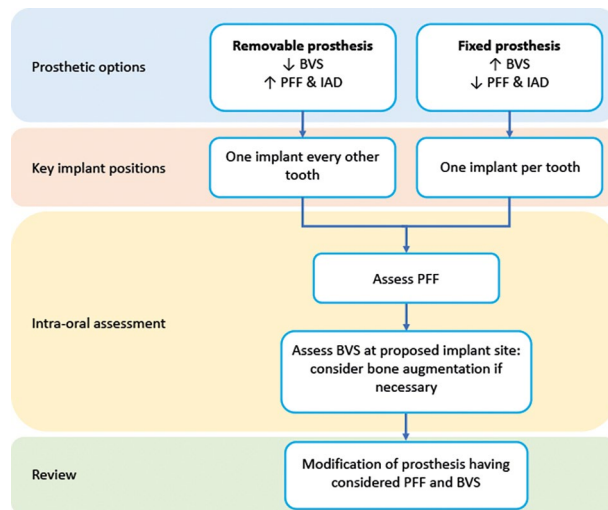 Prosthetic options
Removable prosthesis
↓ BVS
↑ PFF & IAD
Fixed prosthesis
↑ BVS
↓ PFF & IAD
Key implant positions
One implant every other
tooth
One implant per tooth
Intra-oral assessment
Assess PFF
Assess BVS at proposed implant site:
consider bone augmentation if
necessary
Review
Modification of prosthesis having
considered PFF and BVS